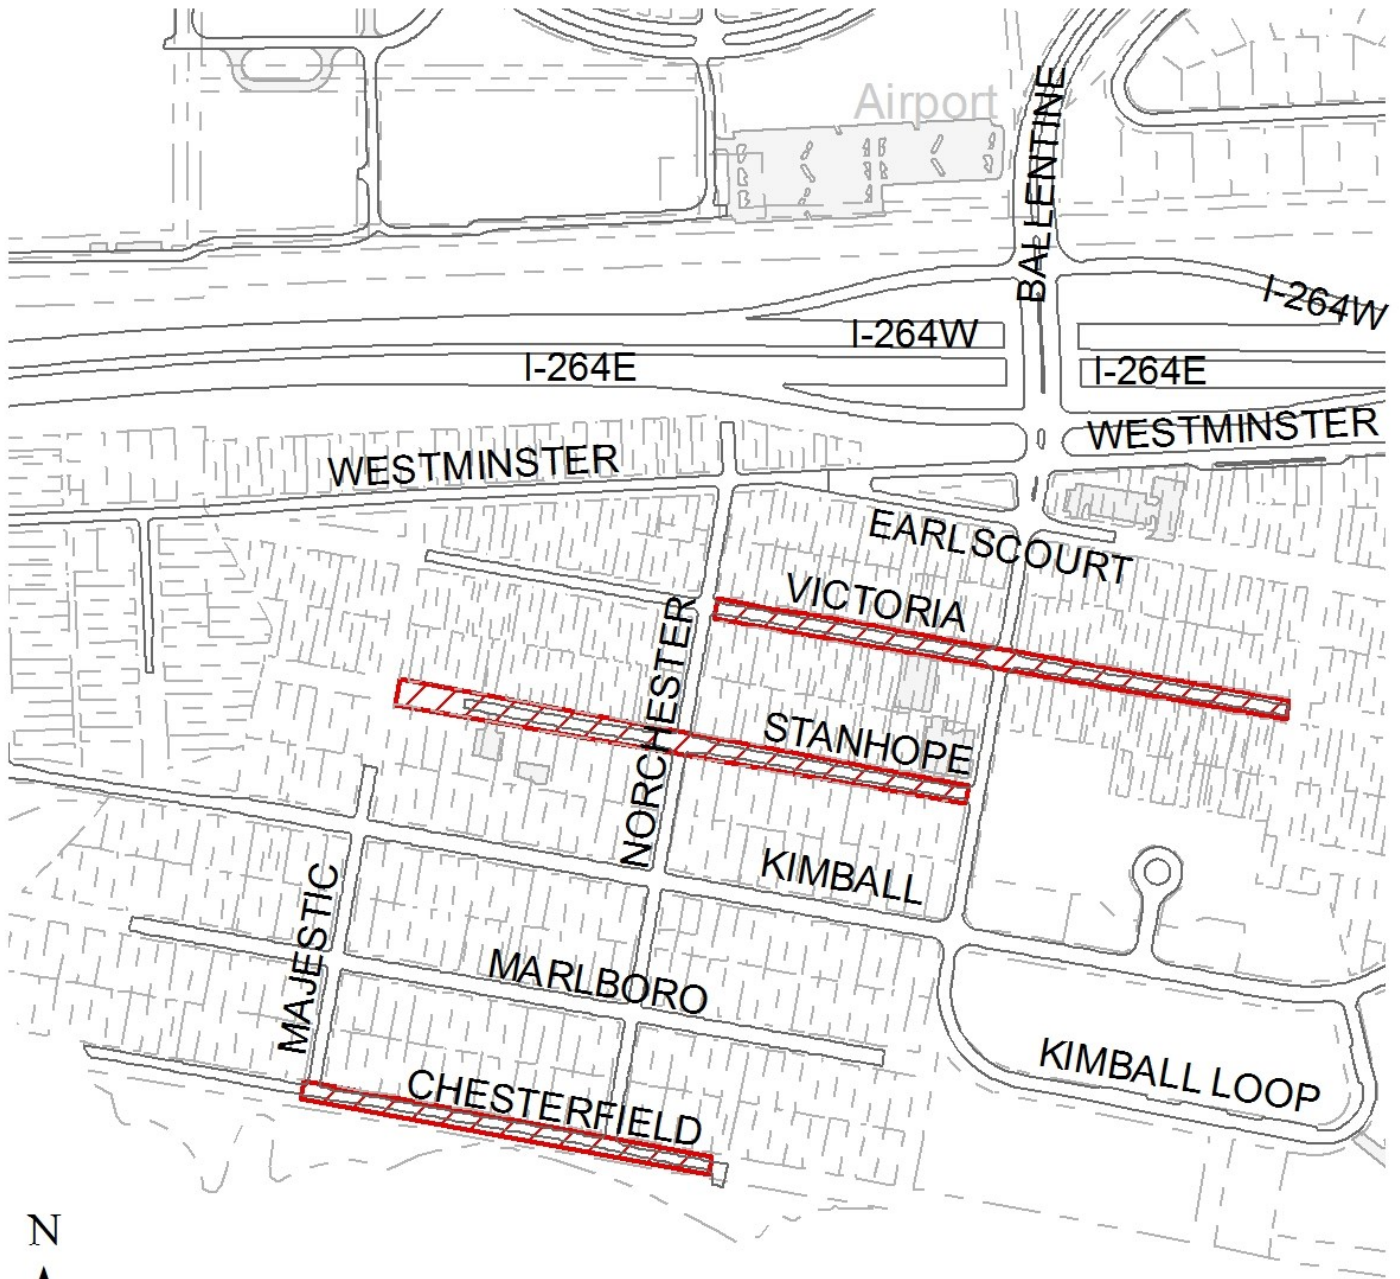 Airport
BALLENTINE
I-264W
I-264W
I-264E
I-264E
WESTMINSTER
WESTMINSTER
EARLSCOURT
VICTORIA
NORCHESTER
STANHOPE
KIMBALL
MAJESTIC
MARLBORO
KIMBALL LOOP
CHESTERFIELD
N